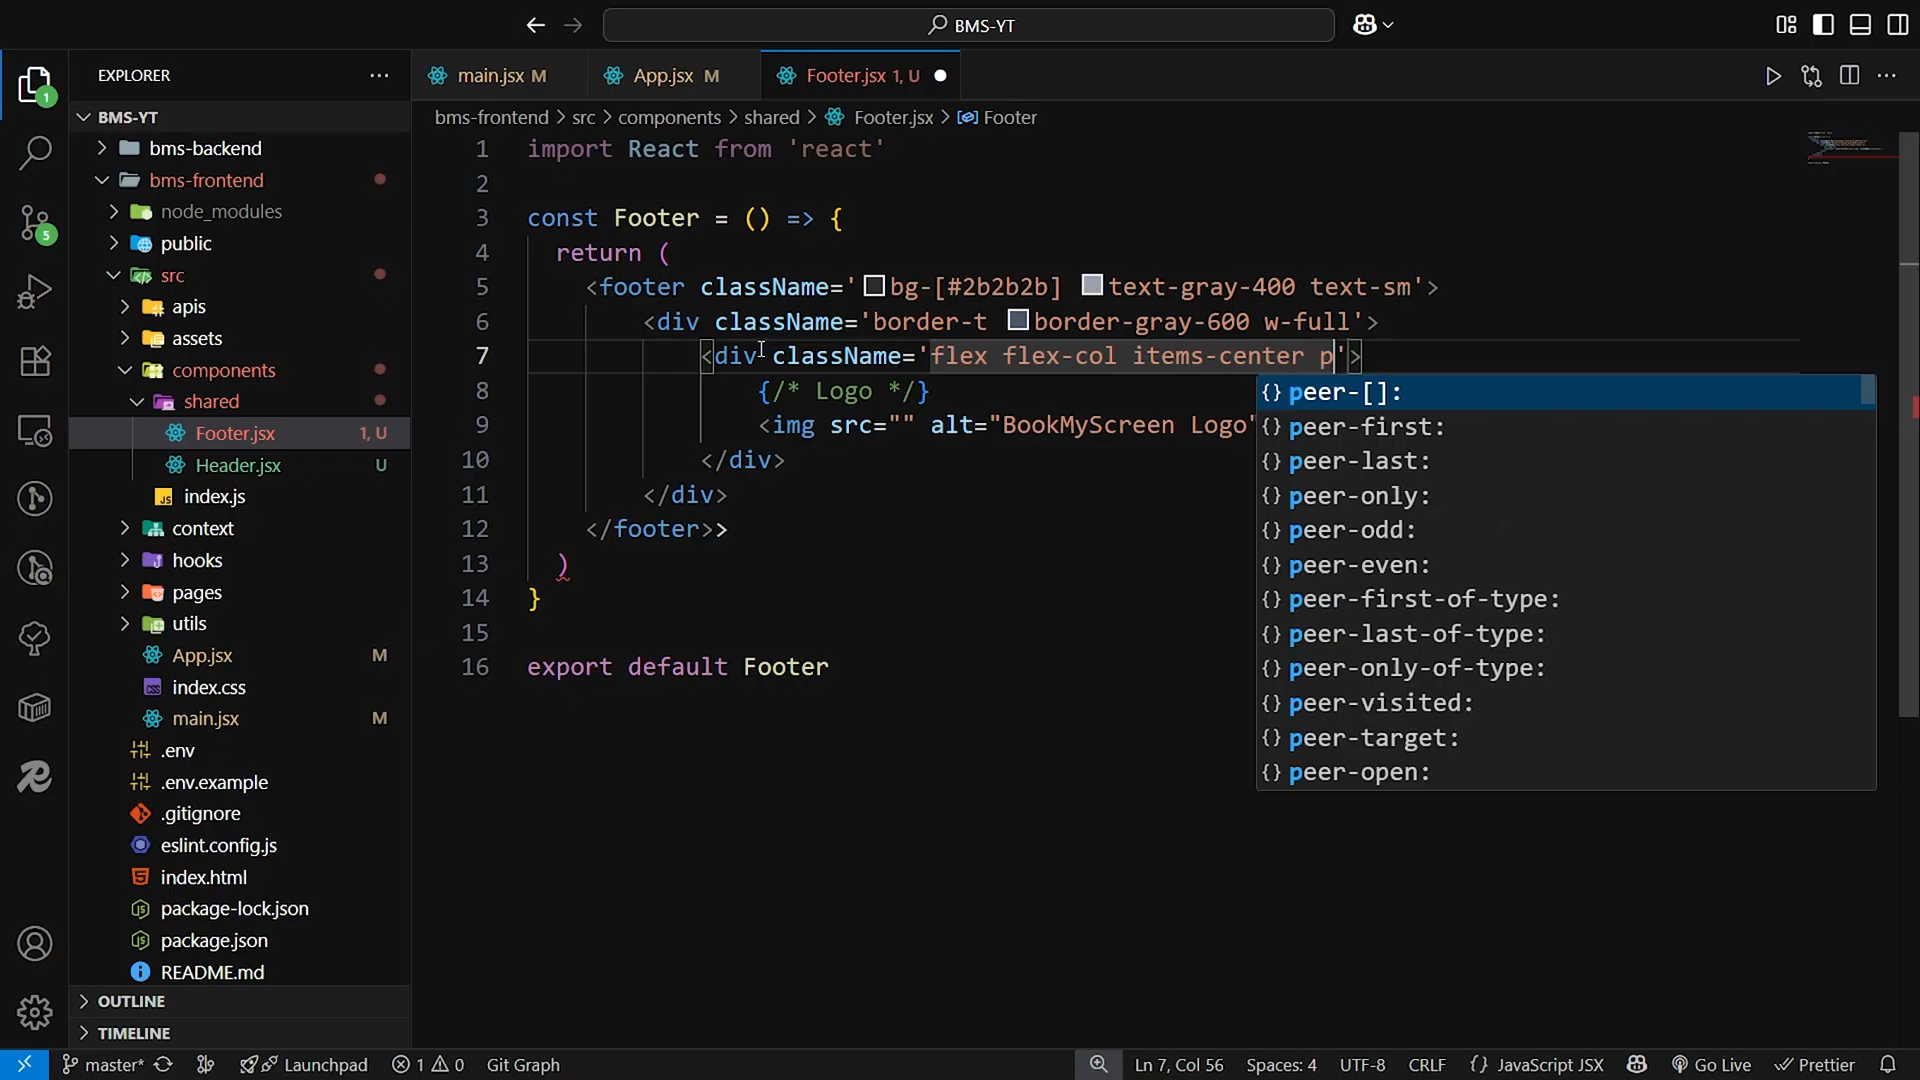 BMS-YT
EXPLORER
main.jsx M
App.jsx M
Footer.jsx 1, U
BMS-YT
bms-frontend > src > components > shared > Footer.jsx > Footer
bms-backend
bms-frontend
node_modules
public
src
apis
assets
components
shared
Footer.jsx 1, U
Header.jsx U
index.js
context
hooks
pages
utils
App.jsx M
index.css
main.jsx M
.env
.env.example
.gitignore
eslint.config.js
index.html
package-lock.json
package.json
README.md
OUTLINE
TIMELINE
1 import React from 'react'
2
3 const Footer = () => {
4 return (
5 <footer className='bg-[#2b2b2b] text-gray-400 text-sm'>
6 <div className='border-t border-gray-600 w-full'>
7 <div className='flex flex-col items-center p'>
8 {/* Logo */}
9 <img src="" alt="BookMyScreen Logo"
10 </div>
11 </div>
12 </footer>>
13 )
14 }
15
16 export default Footer
{} peer-[]:
{} peer-first:
{} peer-last:
{} peer-only:
{} peer-odd:
{} peer-even:
{} peer-first-of-type:
{} peer-last-of-type:
{} peer-only-of-type:
{} peer-visited:
{} peer-target:
{} peer-open:
1
5
master*
Launchpad
1 0
Git Graph
Ln 7, Col 56
Spaces: 4
UTF-8
CRLF
{} JavaScript JSX
Go Live
Prettier